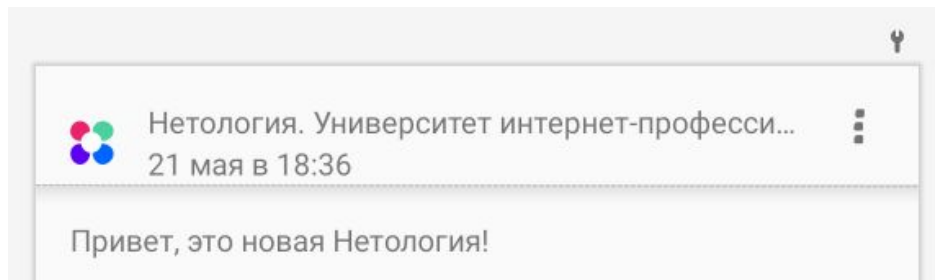 Нетология. Университет интернет-професси...
21 мая в 18:36
Привет, это новая Нетология!